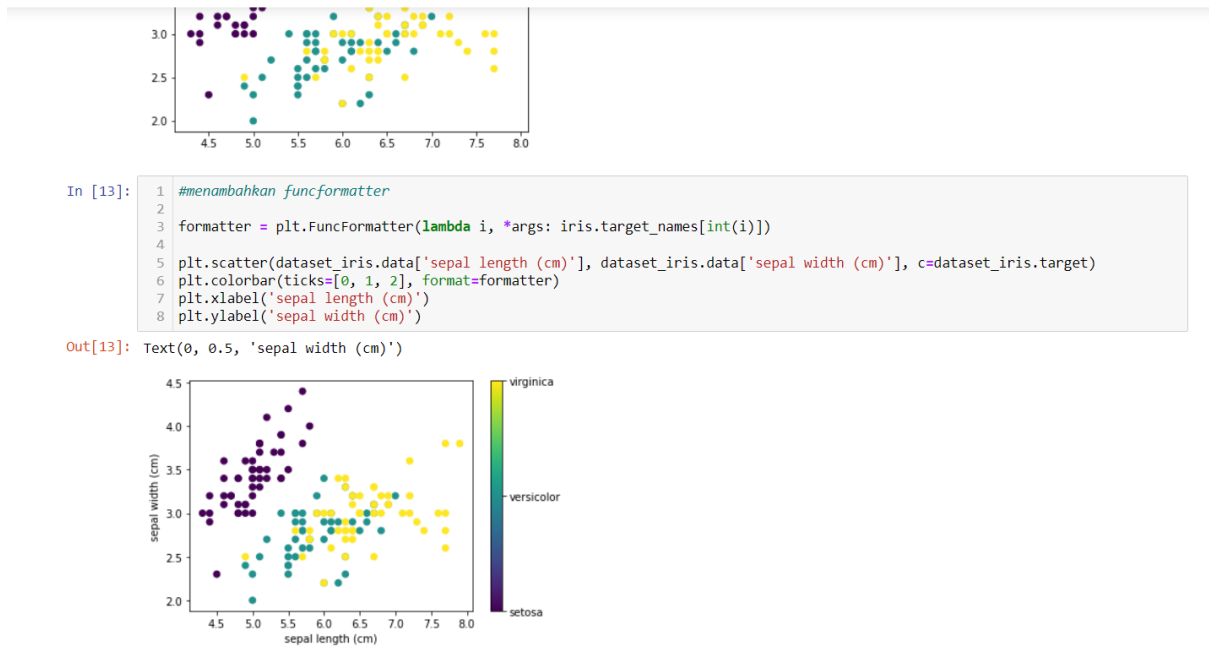 3.0
2.5
2.0
4.5 5.0 5.5 6.0 6.5 7.0 7.5 8.0
In [13]:
1 #menambahkan funcformatter
2
3 formatter = plt.FuncFormatter(lambda i, *args: iris.target_names[int(i)])
4
5 plt.scatter(dataset_iris.data['sepal length (cm)'], dataset_iris.data['sepal width (cm)'], c=dataset_iris.target)
6 plt.colorbar(ticks=[0, 1, 2], format=formatter)
7 plt.xlabel('sepal length (cm)')
8 plt.ylabel('sepal width (cm)')
Out[13]: Text(0, 0.5, 'sepal width (cm)')
4.5
4.0
3.5
3.0
2.5
2.0
sepal width (cm)
4.5 5.0 5.5 6.0 6.5 7.0 7.5 8.0
sepal length (cm)
virginica
versicolor
setosa